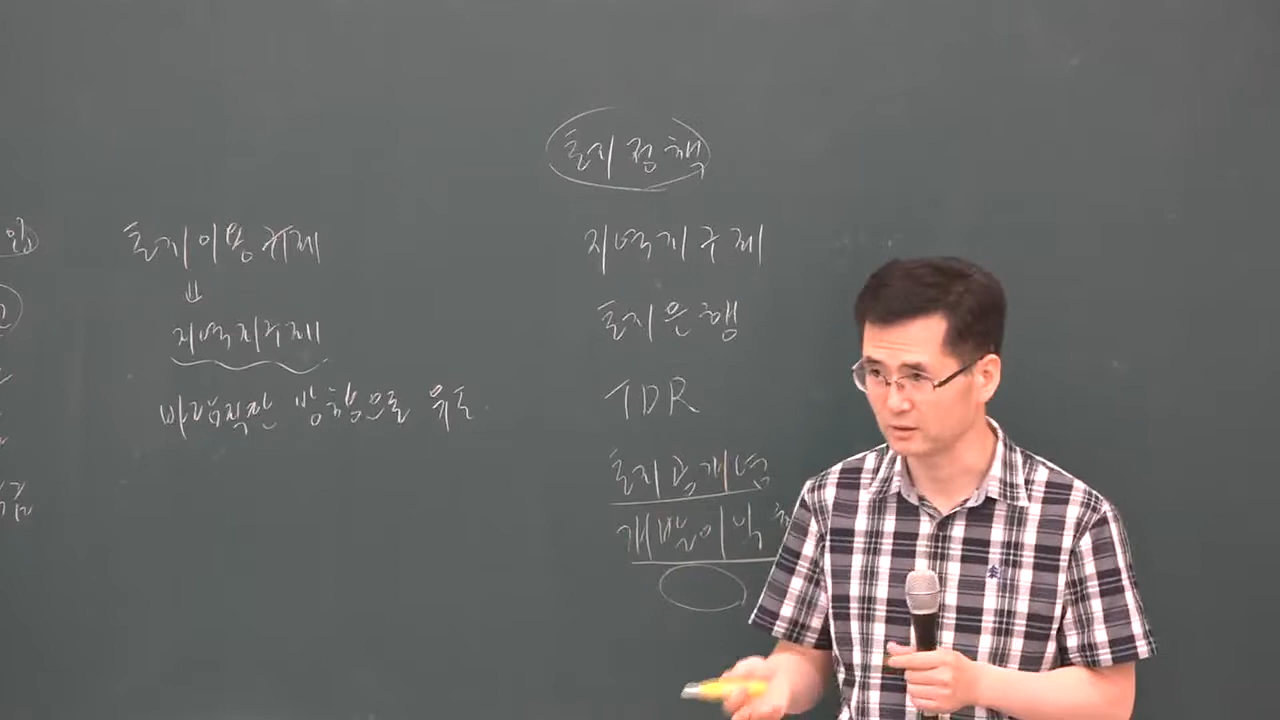 토지이용규제
⇓
지역지구제
바람직한 방향으로 유도
토지정책
지역지구제
토지은행
TDR
토지공개념
개발이익